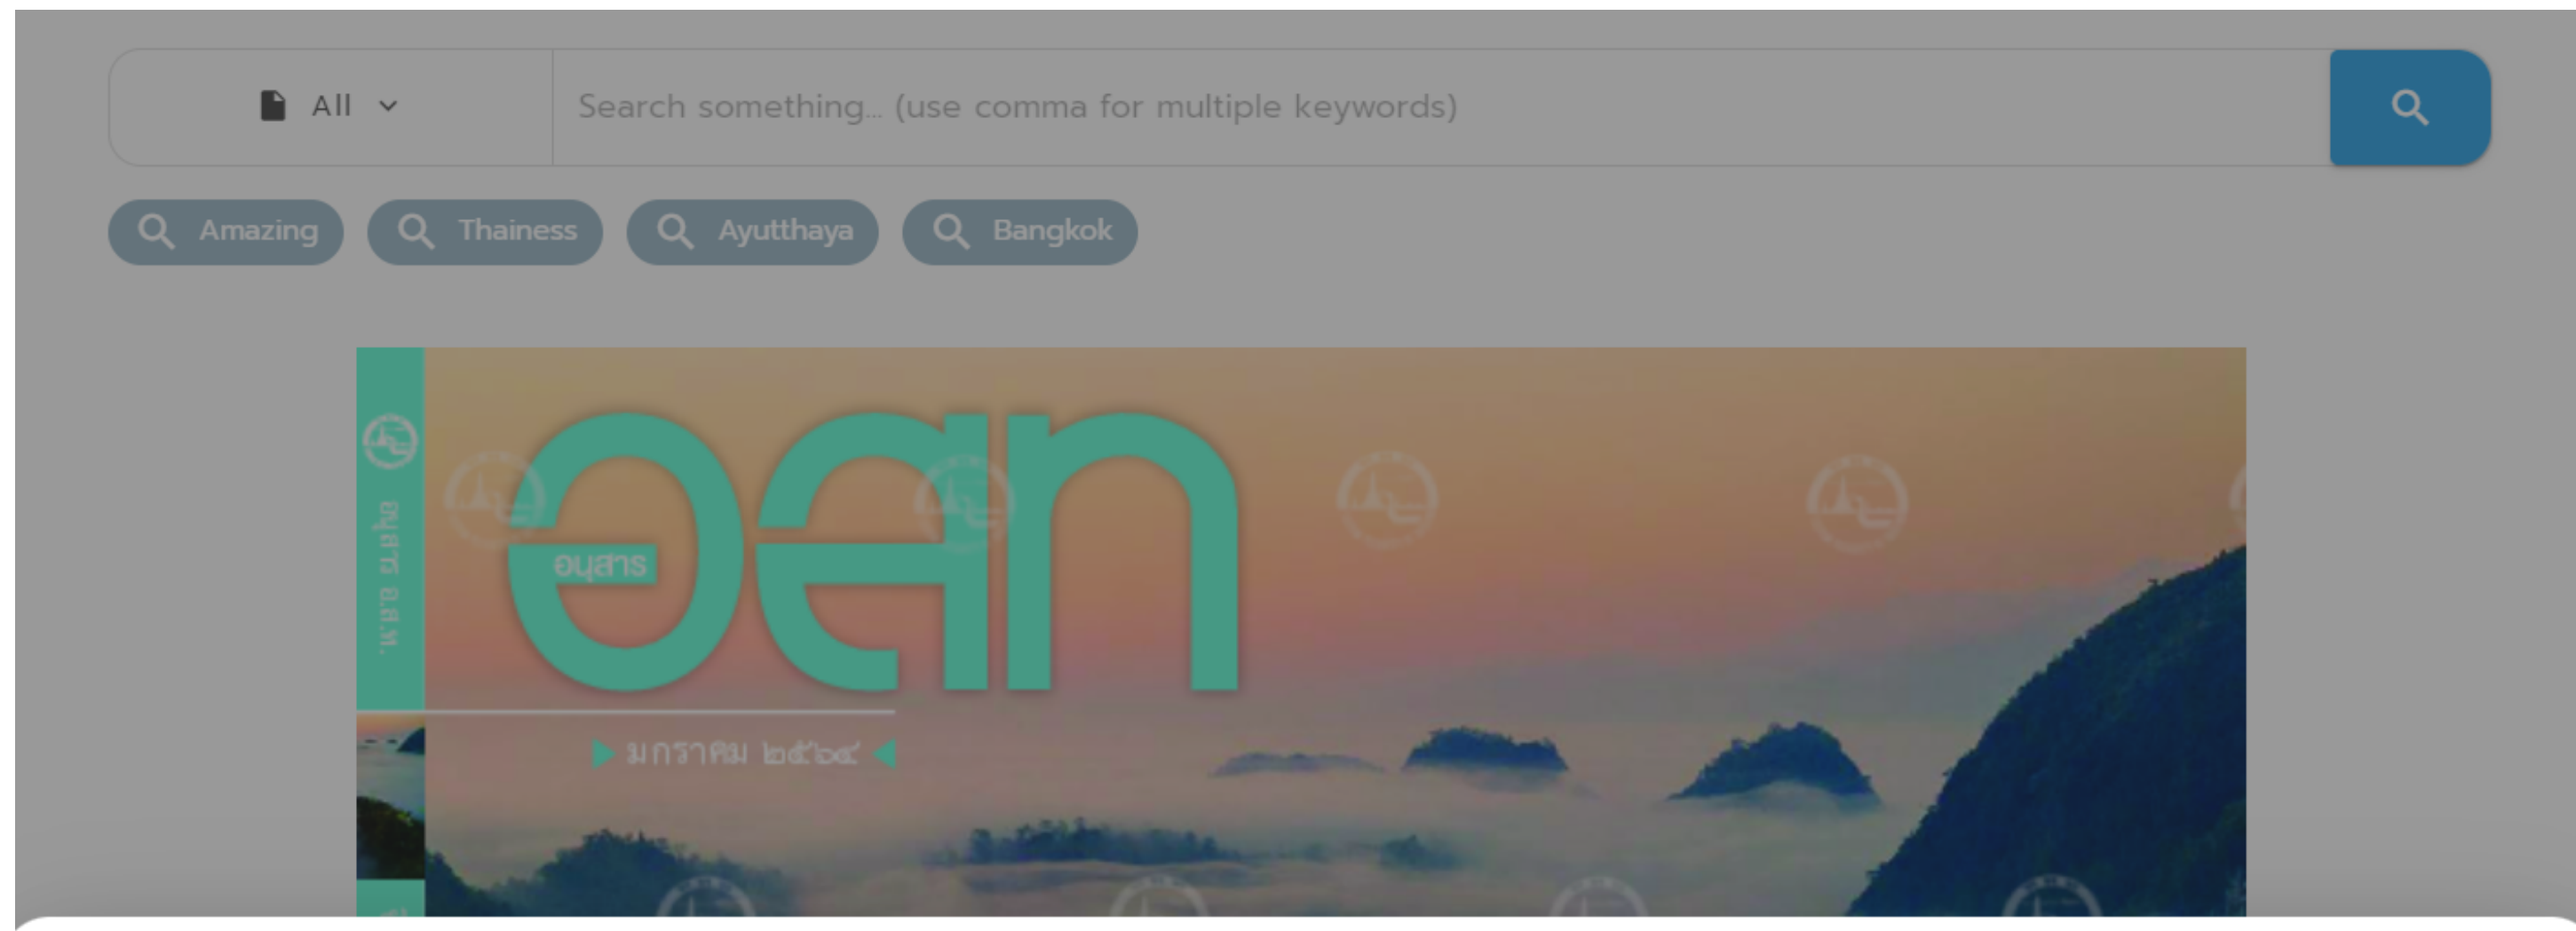 All
Search something... (use comma for multiple keywords)
Amazing
Thainess
Ayutthaya
Bangkok
อนุสาร อ.ส.ท.
อสท
อนุสาร
มกราคม ๒๕๖๔